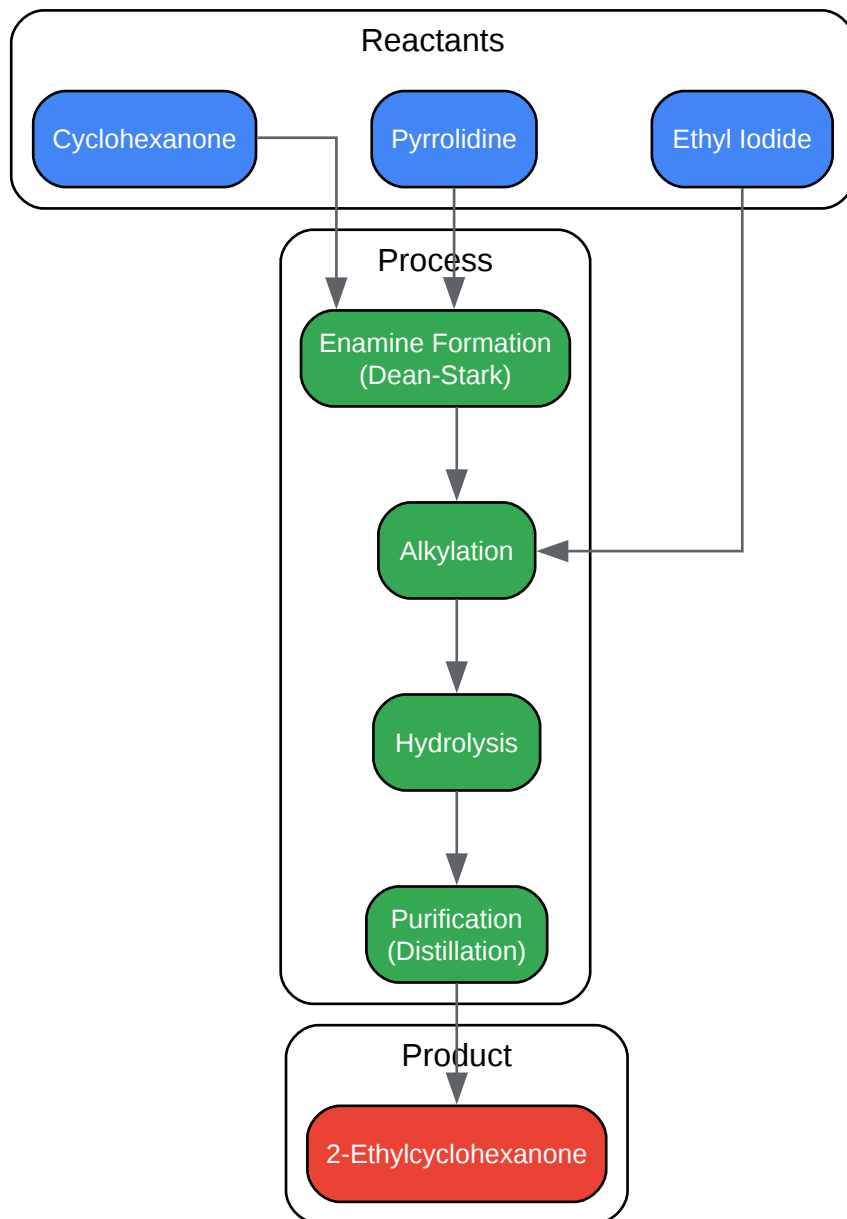 Reactants
Cyclohexanone
Pyrrolidine
Ethyl Iodide
Process
Enamine Formation
(Dean-Stark)
Alkylation
Hydrolysis
Purification
(Distillation)
Product
2-Ethylcyclohexanone